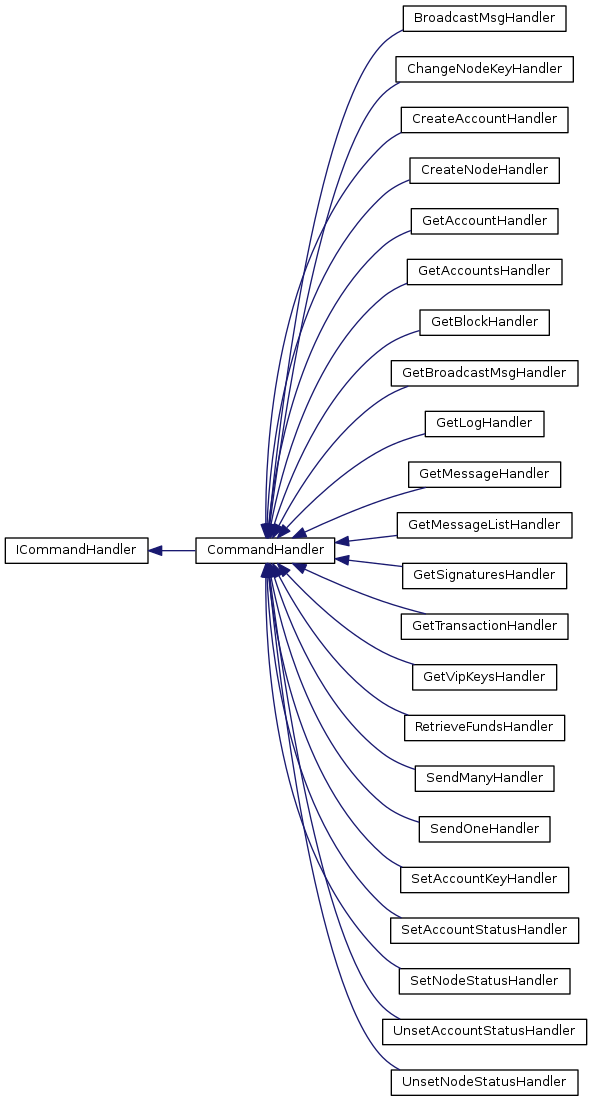 BroadcastMsgHandler
ChangeNodeKeyHandler
CreateAccountHandler
CreateNodeHandler
GetAccountHandler
GetAccountsHandler
GetBlockHandler
GetBroadcastMsgHandler
GetLogHandler
GetMessageHandler
GetMessageListHandler
ICommandHandler
CommandHandler
GetSignaturesHandler
GetTransactionHandler
GetVipKeysHandler
RetrieveFundsHandler
SendManyHandler
SendOneHandler
SetAccountKeyHandler
SetAccountStatusHandler
SetNodeStatusHandler
UnsetAccountStatusHandler
UnsetNodeStatusHandler